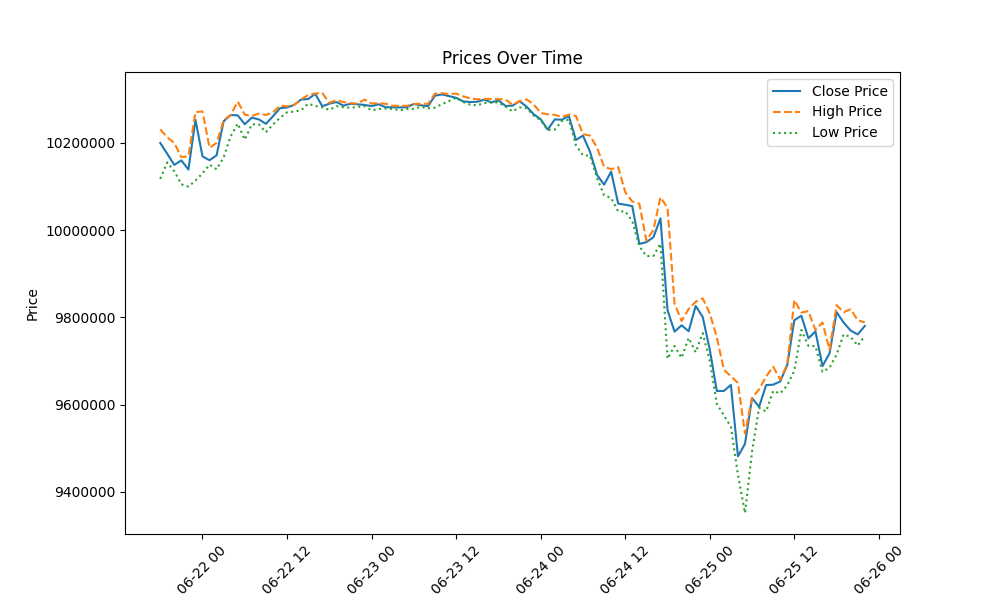 Prices Over Time
Close Price
High Price
Low Price
Price
10200000
10000000
9800000
9600000
9400000
06-22 00
06-22 12
06-23 00
06-23 12
06-24 00
06-24 12
06-25 00
06-25 12
06-26 00